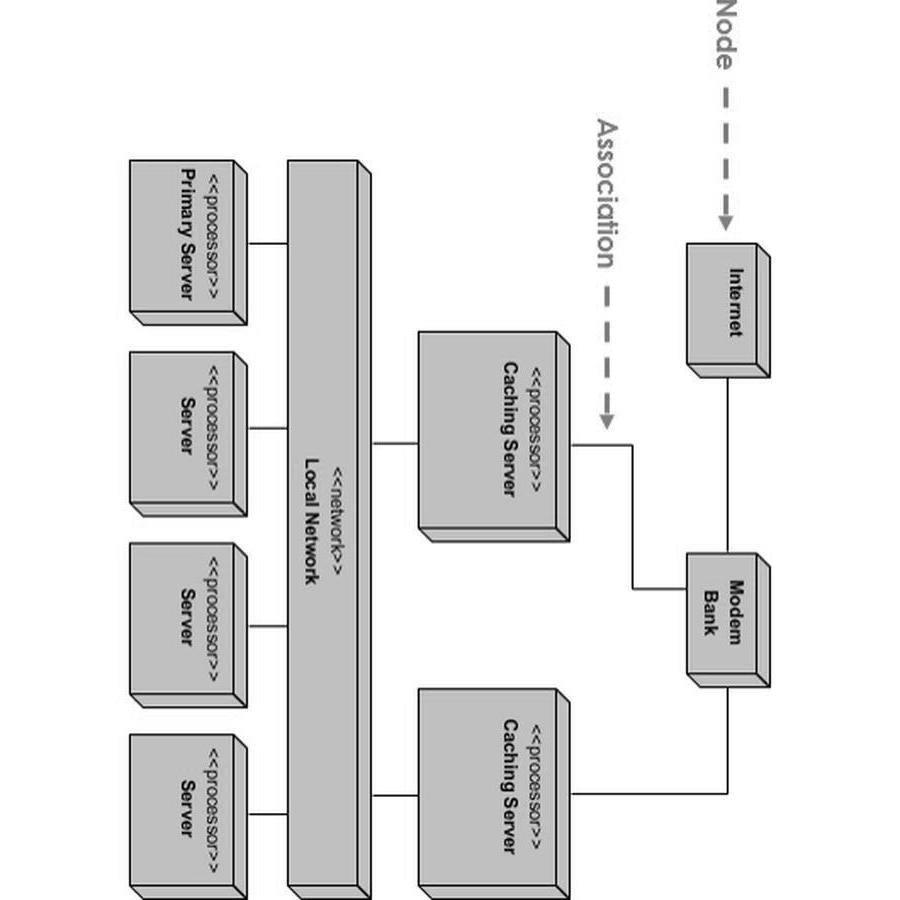 Node
Internet
Modem
Bank
Association
<<processor>>
Caching Server
<<processor>>
Caching Server
<<network>>
Local Network
<<processor>>
Primary Server
<<processor>>
Server
<<processor>>
Server
<<processor>>
Server